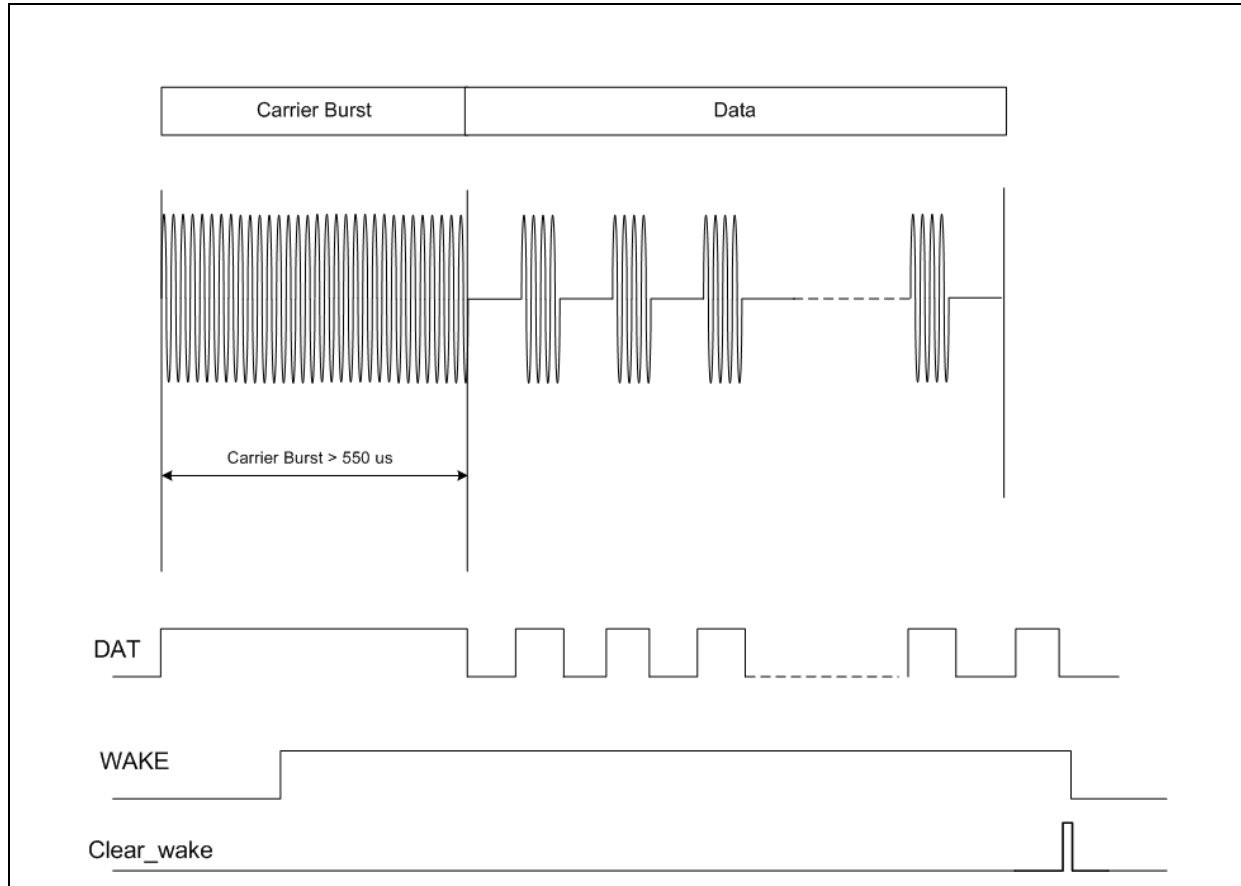 Carrier Burst
Data
Carrier Burst > 550 us
DAT
WAKE
Clear_wake